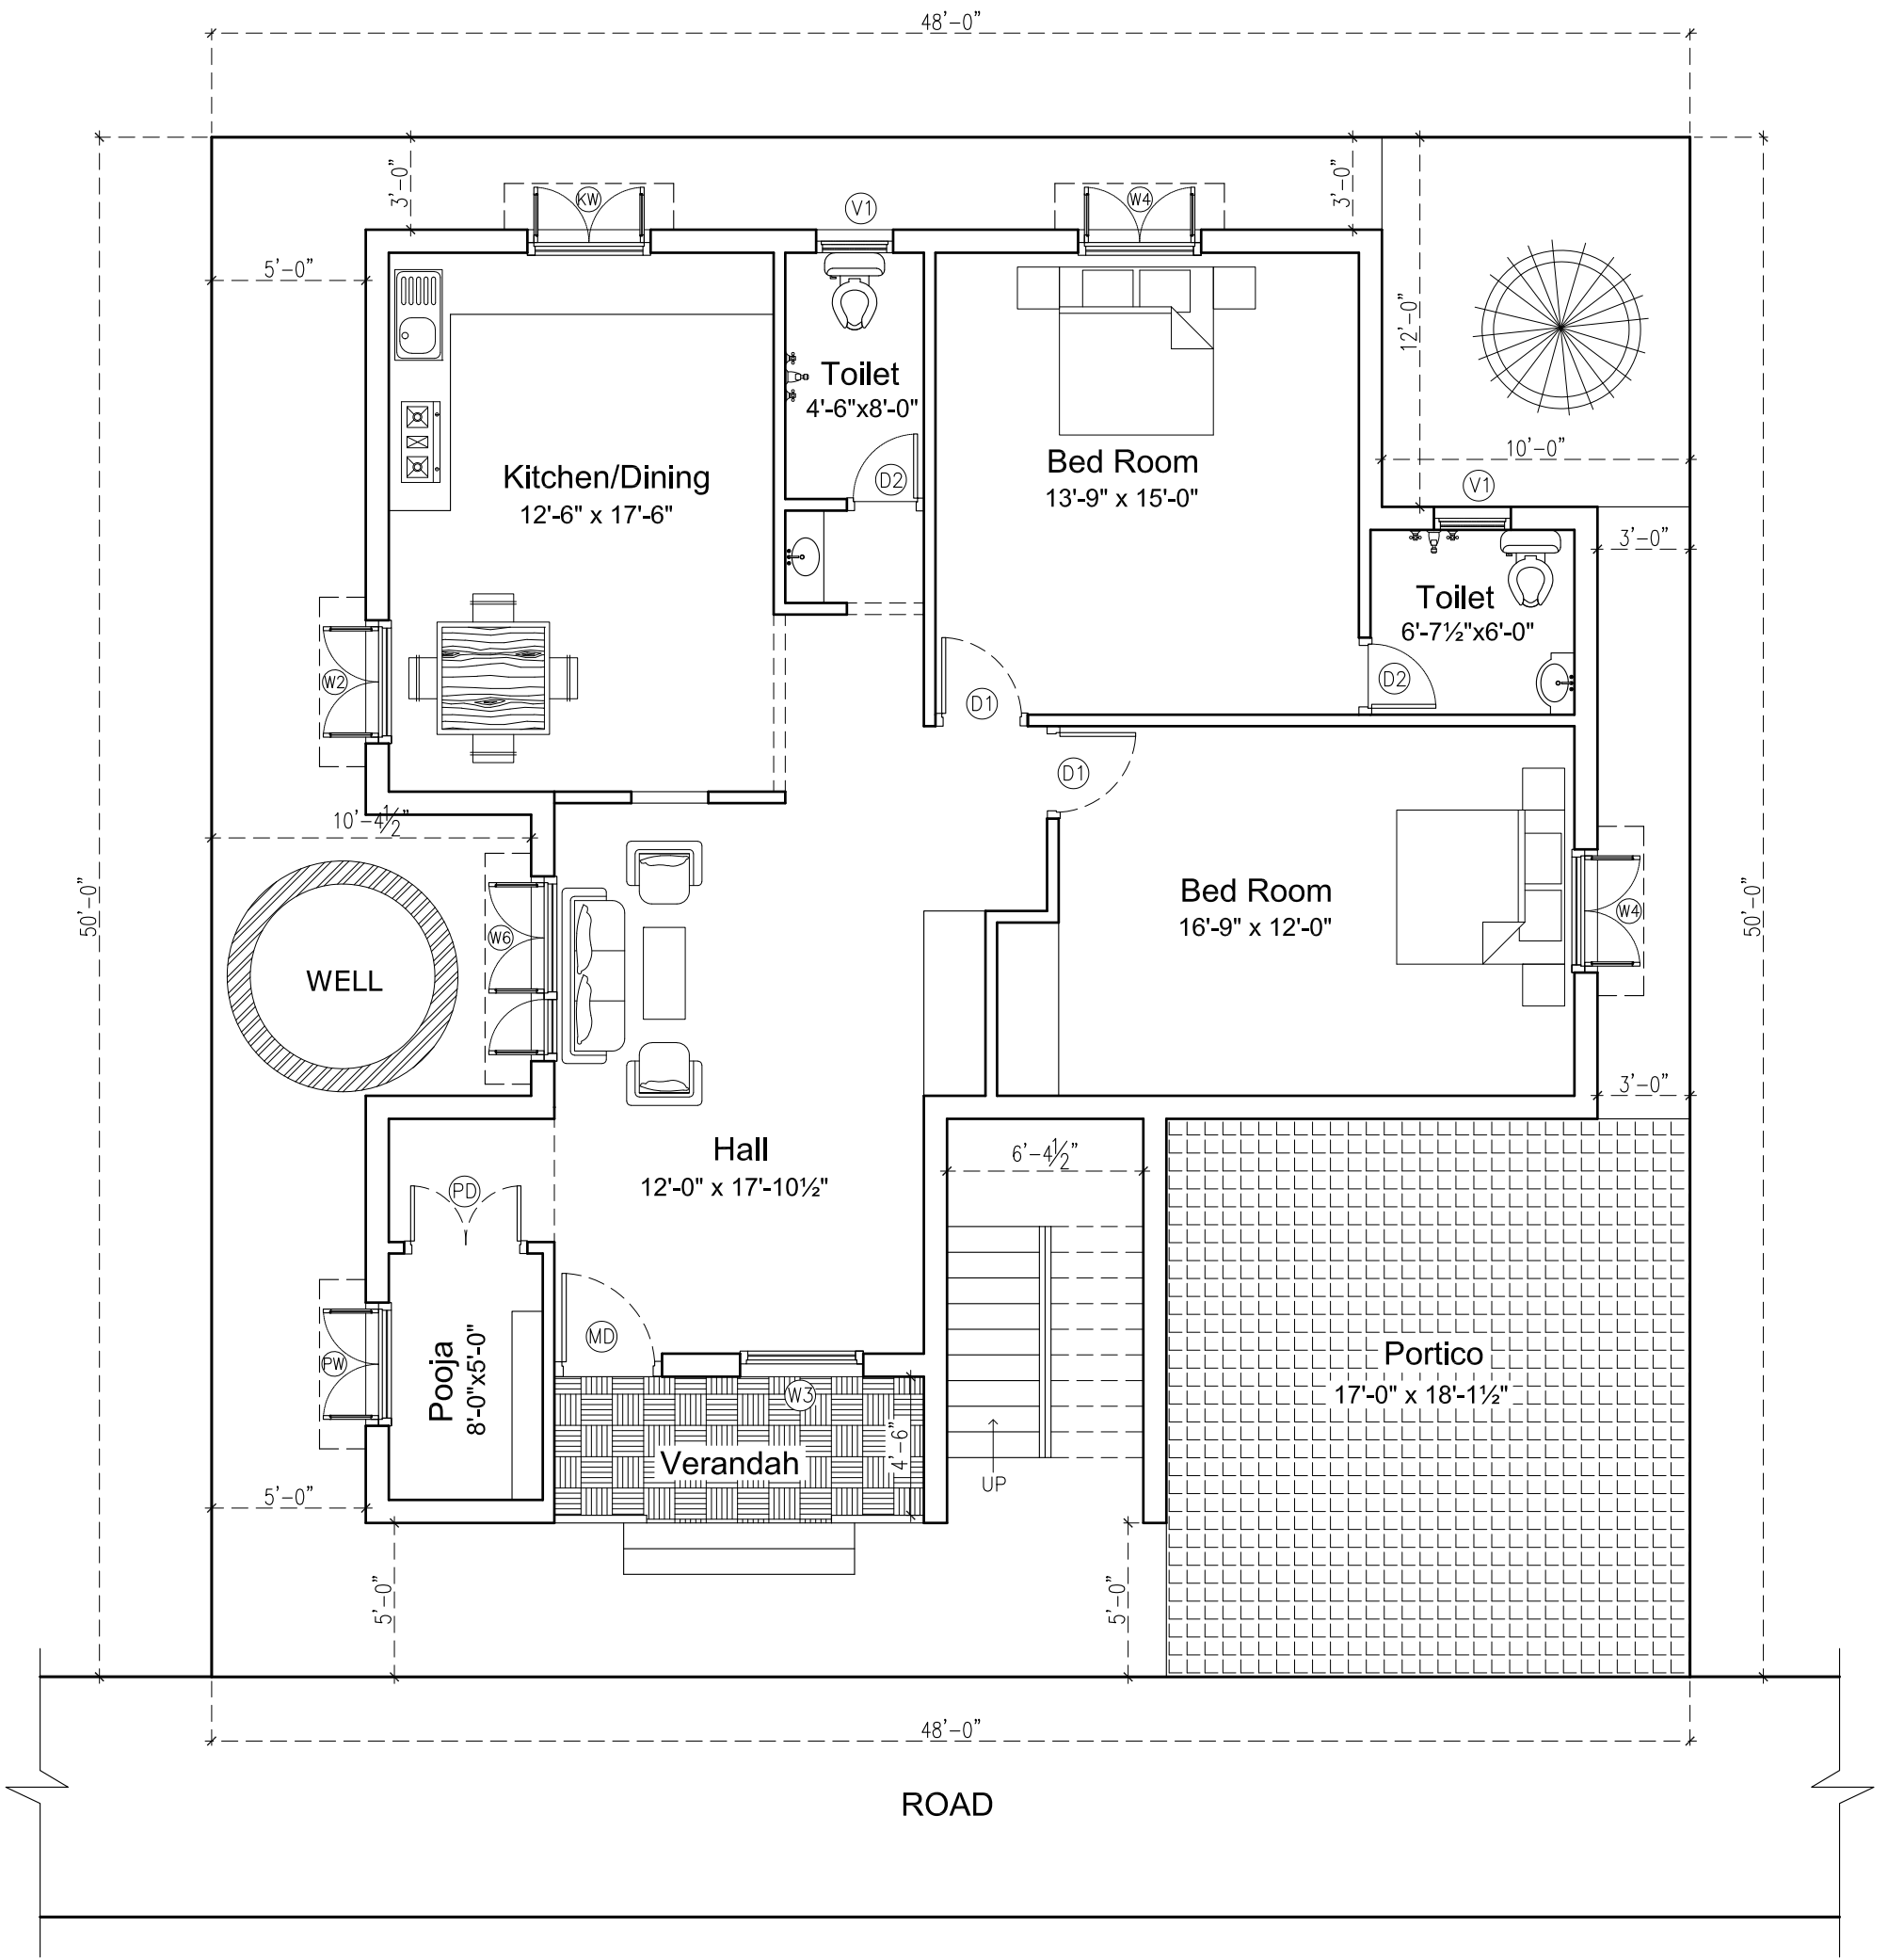 48'-0"
3'-0"
KW
V1
W4
3'-0"
5'-0"
12'-0"
Toilet
4'-6"x8'-0"
Kitchen/Dining
12'-6" x 17'-6"
D2
Bed Room
13'-9" x 15'-0"
10'-0"
V1
3'-0"
Toilet
6'-7½"x6'-0"
W2
D1
D2
D1
10'-4½"
50'-0"
WELL
W6
Bed Room
16'-9" x 12'-0"
W4
50'-0"
3'-0"
Hall
12'-0" x 17'-10½"
6'-4½"
PD
MD
PW
Pooja
8'-0"x5'-0"
W3
Verandah
4'-6"
UP
Portico
17'-0" x 18'-1½"
5'-0"
5'-0"
5'-0"
48'-0"
ROAD